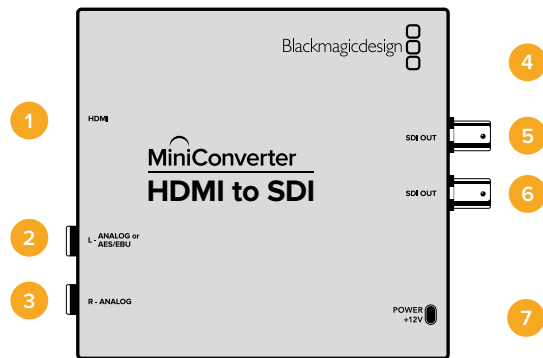 Blackmagicdesign
1
HDMI
4
SDI OUT
5
MiniConverter
HDMI to SDI
SDI OUT
6
2
L - ANALOG or
AES/EBU
3
R - ANALOG
POWER
+12V
7